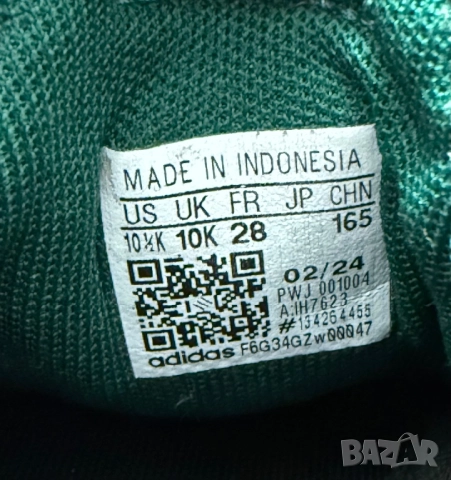 MADE IN INDONESIA
US UK FR JP CHN
10½K 10K 28 165
02/24
PWJ 001004
A:IH7623
#134264455
adidas F6G34GZw00047
BAZAR